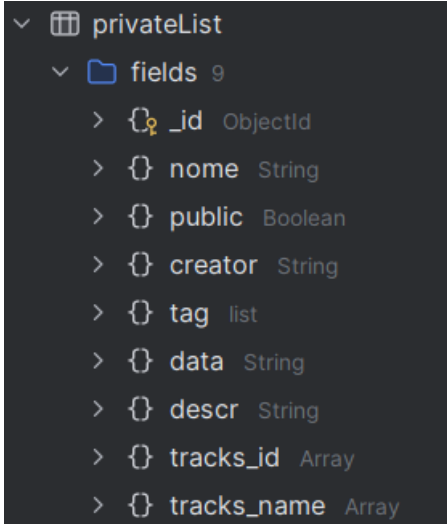 privateList
fields 9
_id ObjectId
nome String
public Boolean
creator String
tag list
data String
descr String
tracks_id Array
tracks_name Array